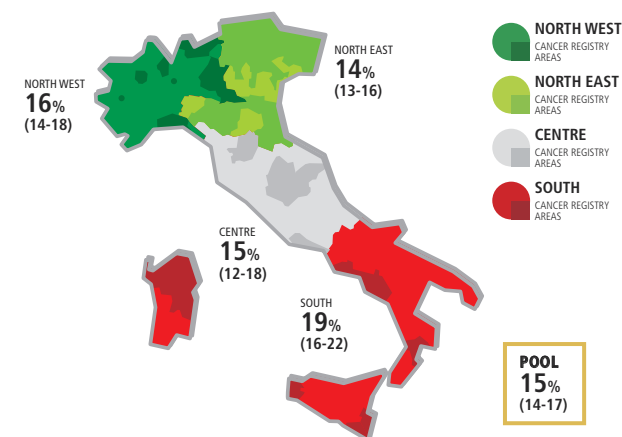 NORTH WEST
16%
(14-18)
NORTH EAST
14%
(13-16)
CENTRE
15%
(12-18)
SOUTH
19%
(16-22)
NORTH WEST
CANCER REGISTRY
AREAS
NORTH EAST
CANCER REGISTRY
AREAS
CENTRE
CANCER REGISTRY
AREAS
SOUTH
CANCER REGISTRY
AREAS
POOL
15%
(14-17)